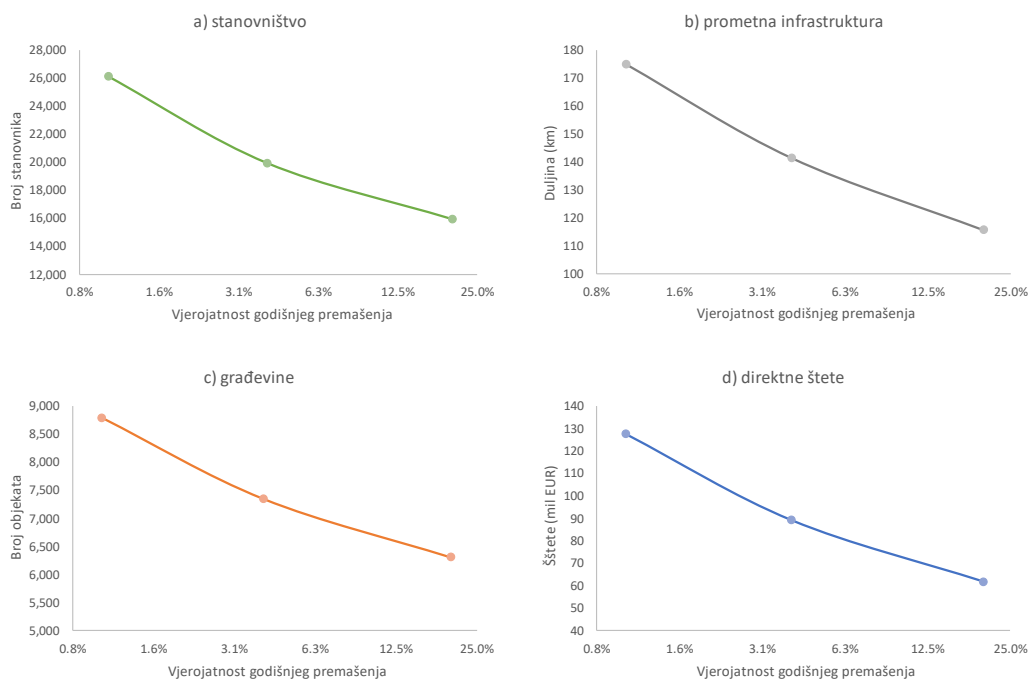 a) stanovništvo
28,000
26,000
24,000
22,000
20,000
18,000
16,000
14,000
12,000
Broj stanovnika
0.8% 1.6% 3.1% 6.3% 12.5% 25.0%
Vjerojatnost godišnjeg premašenja
b) prometna infrastruktura
180
170
160
150
140
130
120
110
100
Duljina (km)
0.8% 1.6% 3.1% 6.3% 12.5% 25.0%
Vjerojatnost godišnjeg premašenja
c) građevine
9,000
8,500
8,000
7,500
7,000
6,500
6,000
5,500
5,000
Broj objekata
0.8% 1.6% 3.1% 6.3% 12.5% 25.0%
Vjerojatnost godišnjeg premašenja
d) direktne štete
140
130
120
110
100
90
80
70
60
50
40
Šštete (mil EUR)
0.8% 1.6% 3.1% 6.3% 12.5% 25.0%
Vjerojatnost godišnjeg premašenja